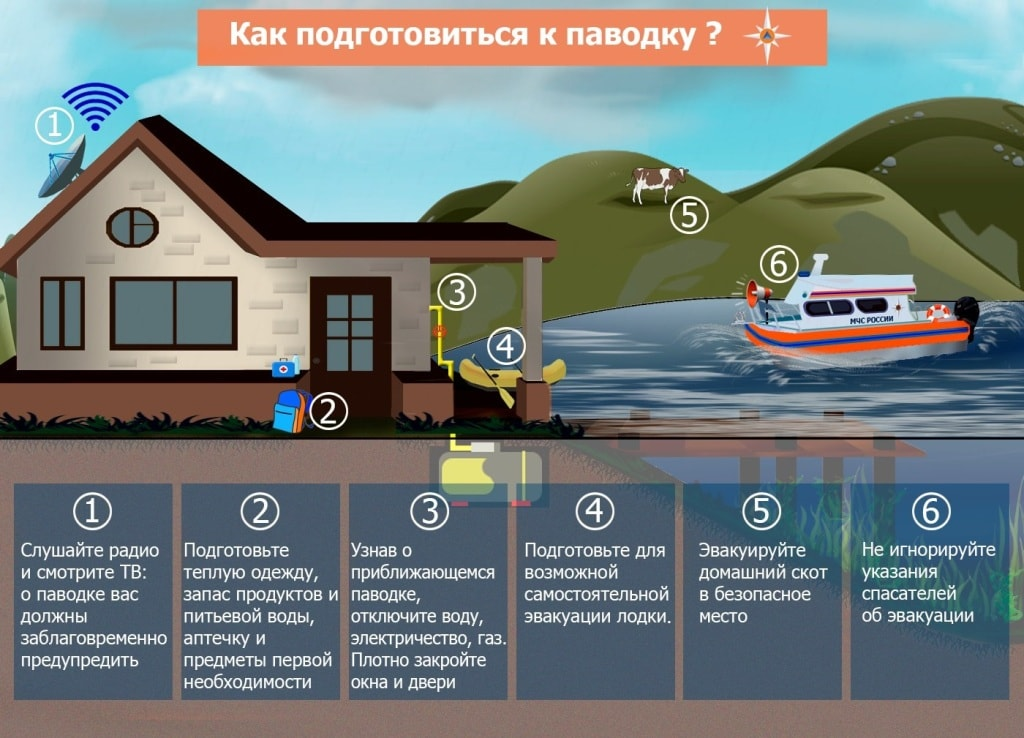 Как подготовиться к паводку ?
1
3
5
6
4
2
МЧС РОССИИ
1
Слушайте радио
и смотрите ТВ:
о паводке вас
должны
заблаговременно
предупредить
2
Подготовьте
теплую одежду,
запас продуктов и
питьевой воды,
аптечку и
предметы первой
необходимости
3
Узнав о
приближающемся
паводке,
отключите воду,
электричество, газ.
Плотно закройте
окна и двери
4
Подготовьте для
возможной
самостоятельной
эвакуации лодки.
5
Эвакуируйте
домашний скот
в безопасное
место
6
Не игнорируйте
указания
спасателей
об эвакуации